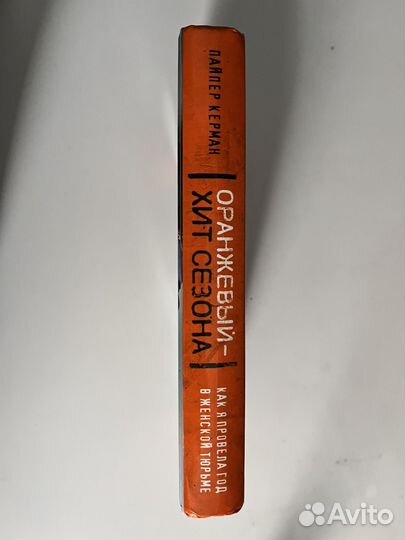 ПАЙПЕР КЕРМАН
ОРАНЖЕВЫЙ-
ХИТ СЕЗОНА
КАК Я ПРОВЕЛА ГОД
В ЖЕНСКОЙ ТЮРЬМЕ
Avito